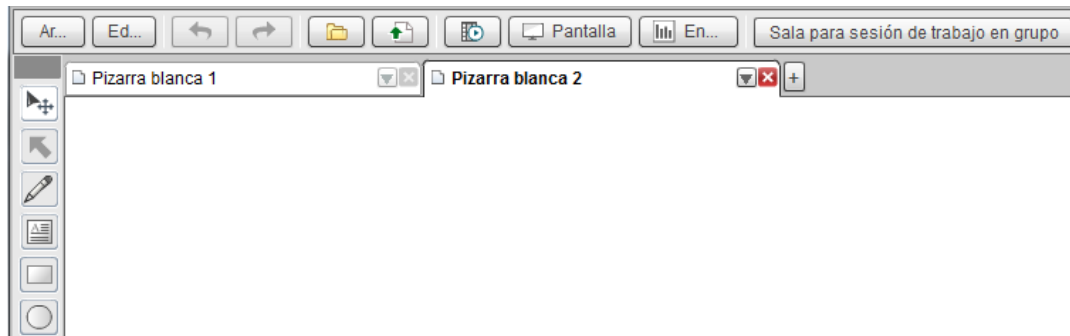 Ar... Ed... Pantalla En... Sala para sesión de trabajo en grupo
Pizarra blanca 1 Pizarra blanca 2 +